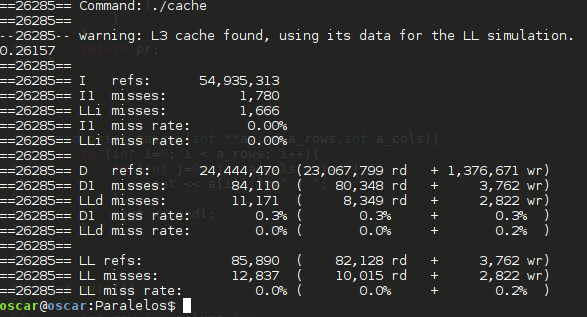 ==26285== Command: ./cache
==26285==
--26285-- warning: L3 cache found, using its data for the LL simulation.
0.26157
==26285==
==26285== I   refs:      54,935,313
==26285== I1  misses:         1,780
==26285== LLi misses:         1,666
==26285== I1  miss rate:       0.00%
==26285== LLi miss rate:       0.00%
==26285==
==26285== D   refs:      24,444,470  (23,067,799 rd   + 1,376,671 wr)
==26285== D1  misses:        84,110  (    80,348 rd   +     3,762 wr)
==26285== LLd misses:        11,171  (     8,349 rd   +     2,822 wr)
==26285== D1  miss rate:        0.3% (       0.3%     +       0.3%  )
==26285== LLd miss rate:        0.0% (       0.0%     +       0.2%  )
==26285==
==26285== LL refs:           85,890  (    82,128 rd   +     3,762 wr)
==26285== LL misses:         12,837  (    10,015 rd   +     2,822 wr)
==26285== LL miss rate:         0.0% (       0.0%     +       0.2%  )
oscar@oscar:Paralelos$